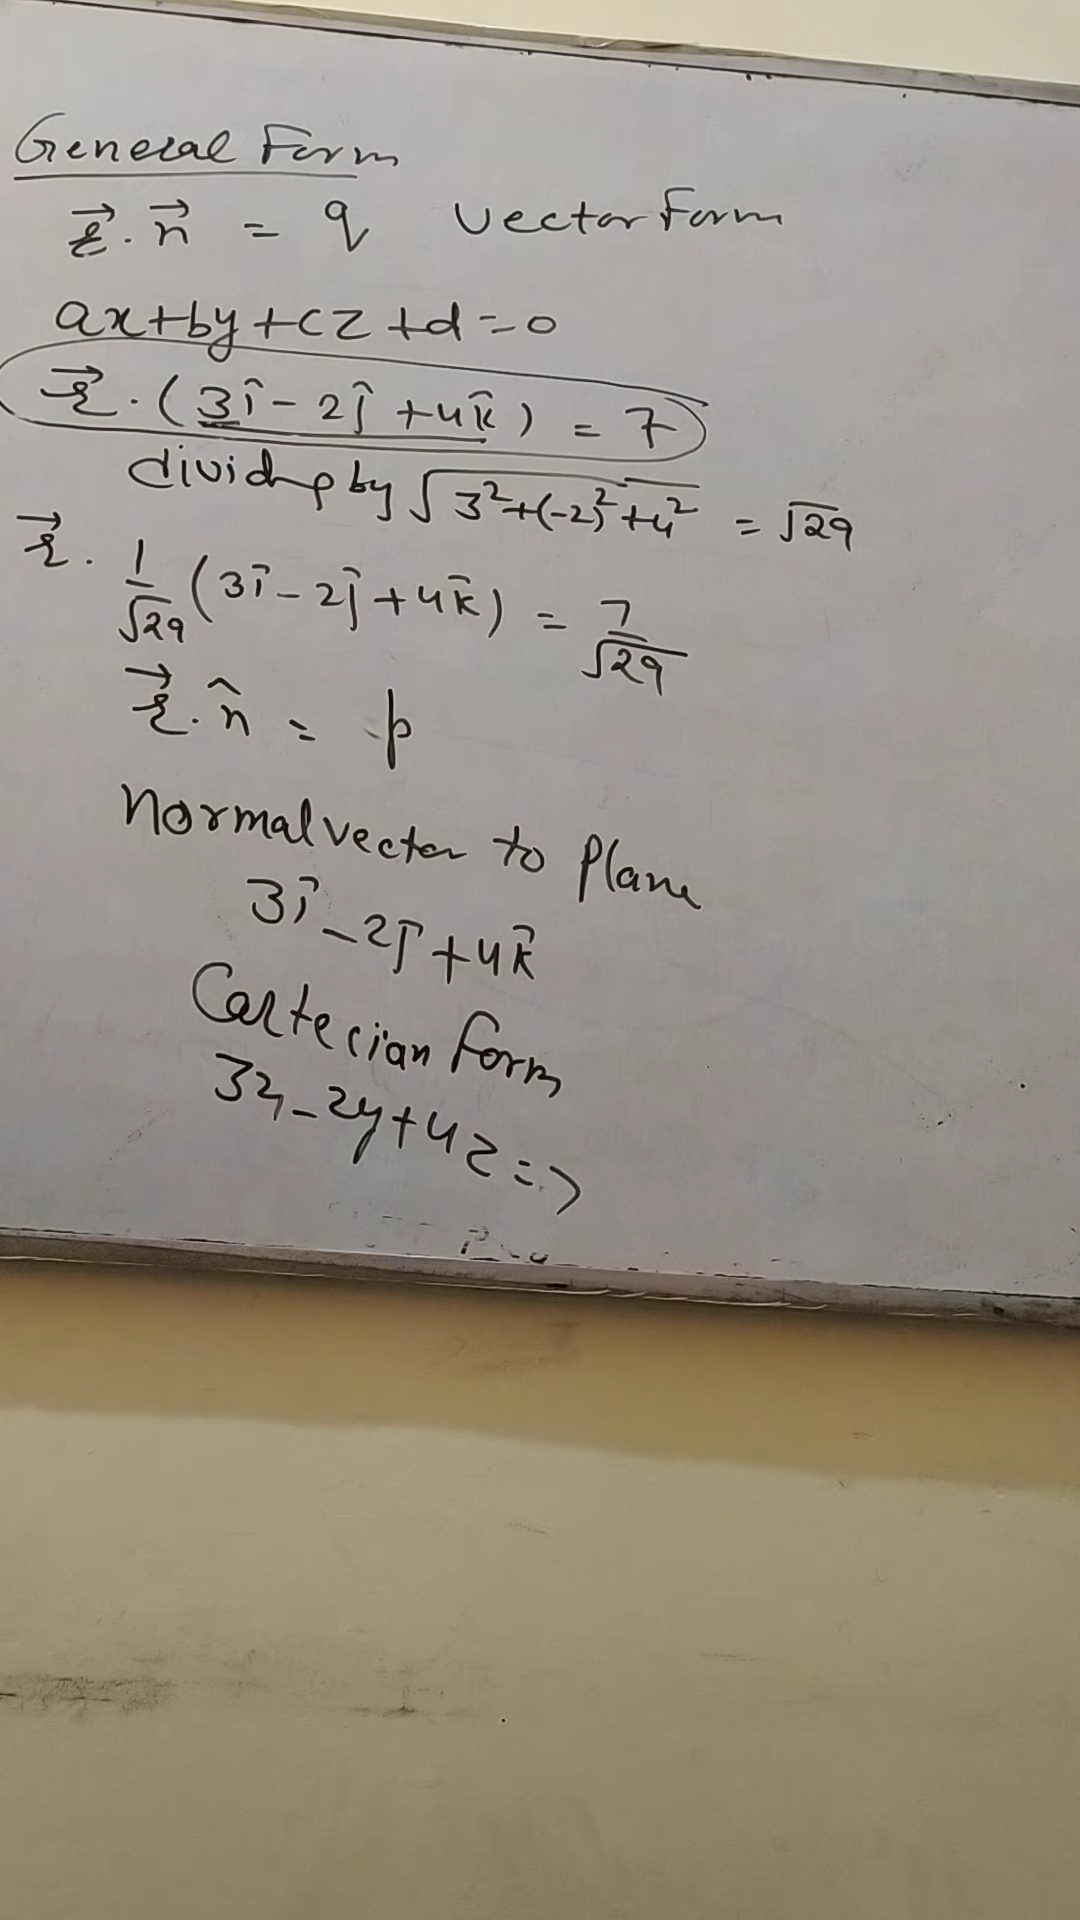 General Form
r⃗.n⃗ = q vector Form
ax+by+cz+d=0
r⃗.(3î-2ĵ+4k̂) = 7
dividing by √3²+(-2)²+4² = √29
r⃗. 1/√29 (3î-2ĵ+4k̂) = 7/√29
r⃗.n̂ = p
Normal vector to Plane
3î-2ĵ+4k̂
Cartecian Form
3x-2y+4z=7